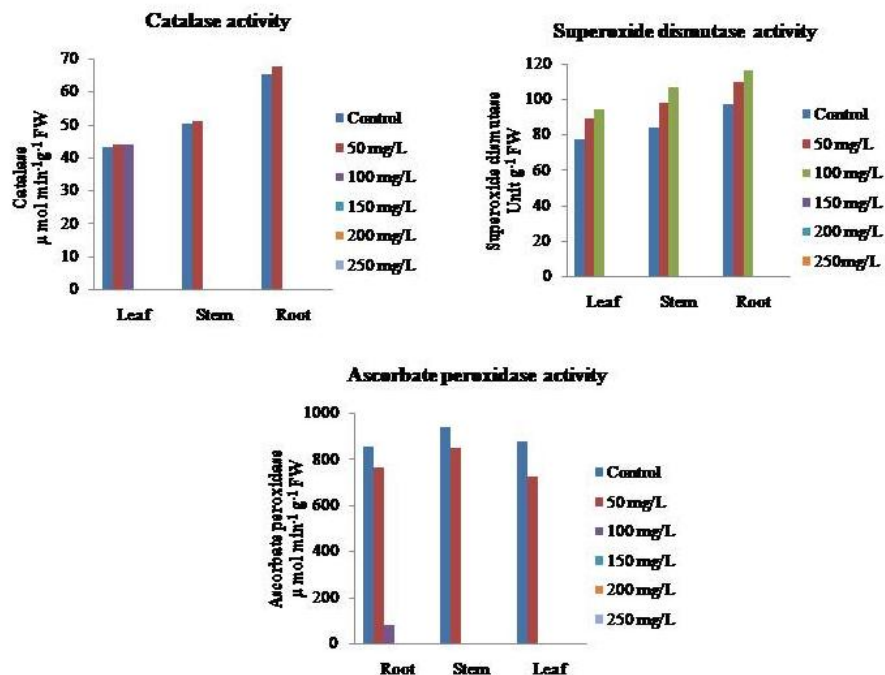 Catalase activity
70
60
50
40
30
20
10
0
Catalase
µ mol min-1g-1 FW
Leaf Stem Root
Control
50 mg/L
100 mg/L
150 mg/L
200 mg/L
250 mg/L
Superoxide dismutase activity
120
100
80
60
40
20
0
Superoxide dismutase
Unit g-1 FW
Leaf Stem Root
Control
50 mg/L
100 mg/L
150 mg/L
200 mg/L
250mg/L
Ascorbate peroxidase activity
1000
800
600
400
200
0
Ascorbate peroxidase
µ mol min-1 g-1 FW
Root Stem Leaf
Control
50 mg/L
100 mg/L
150 mg/L
200 mg/L
250 mg/L